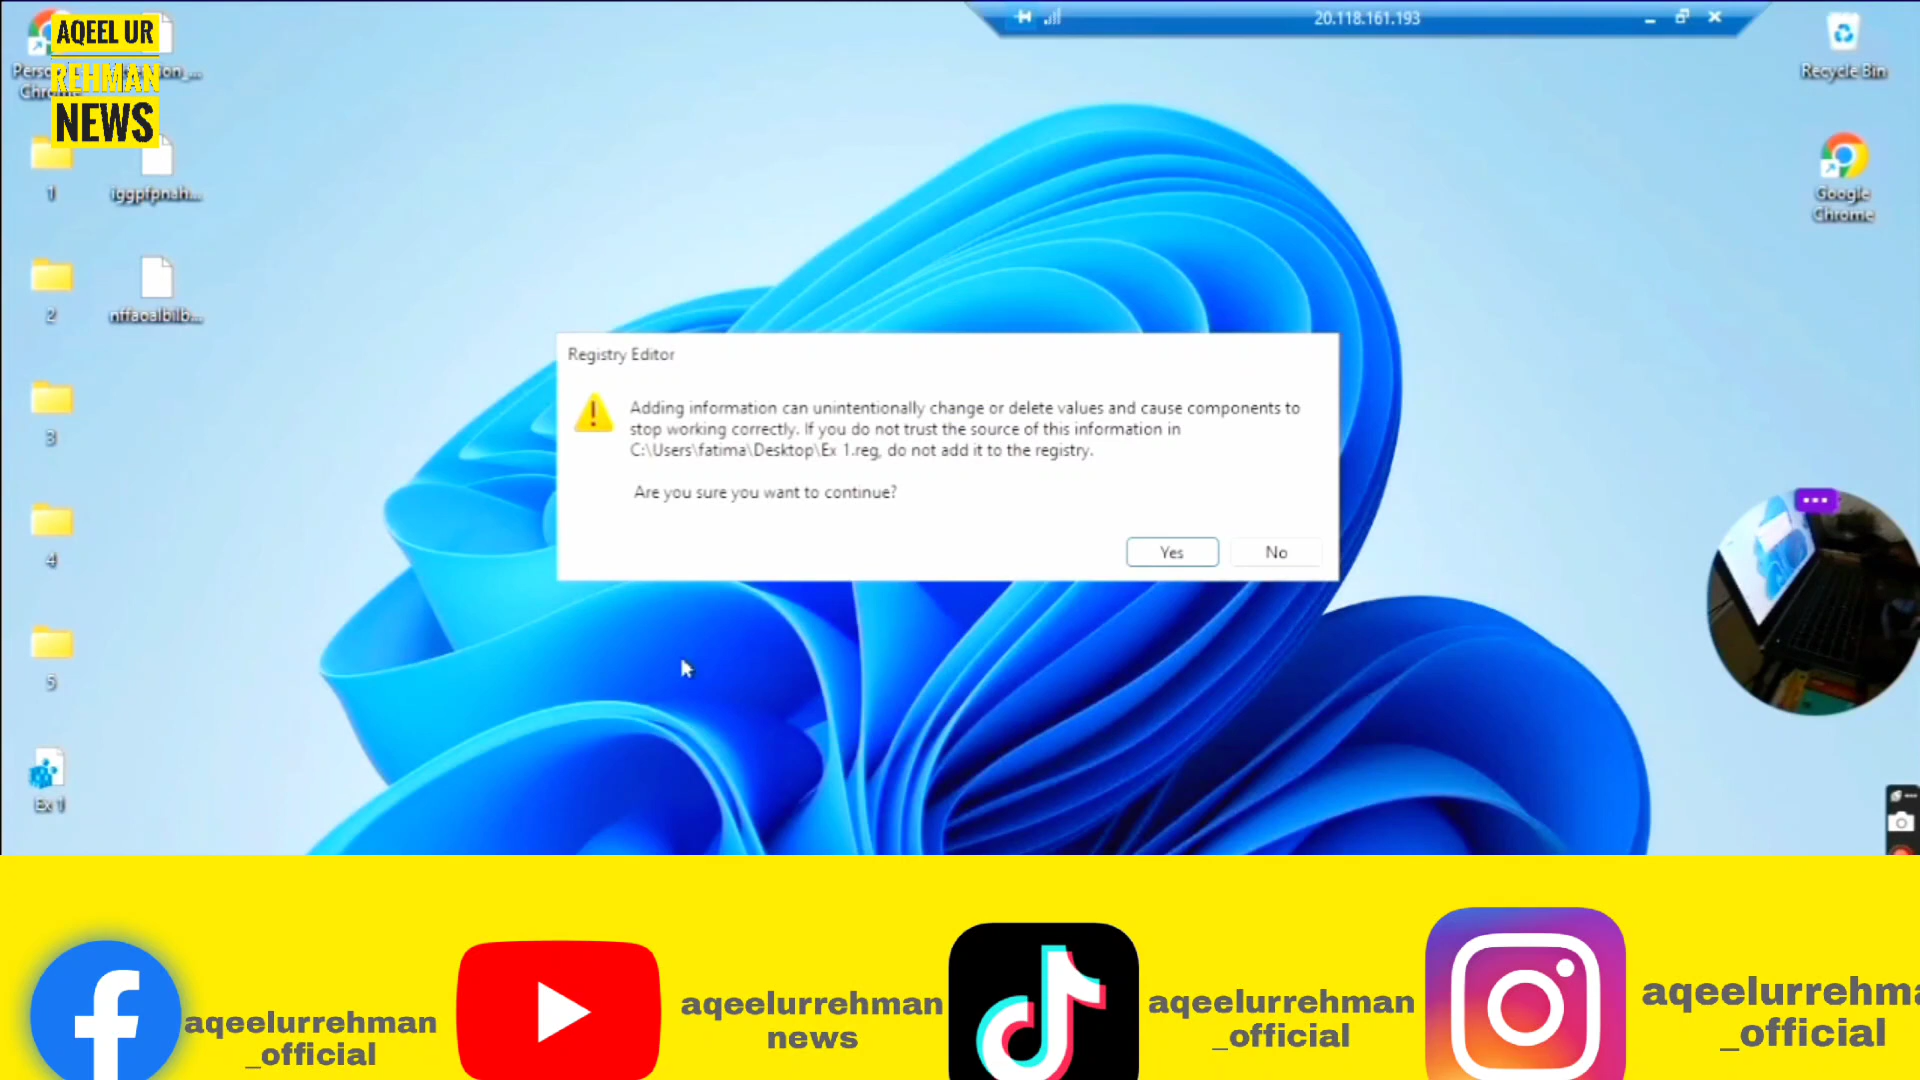 AQEEL UR
REHMAN
NEWS
20.118.161.193
Recycle Bin
1
iggpfpnah...
Google
Chrome
2
nffaoalbilb...
3
4
5
Ex 1
Registry Editor
Adding information can unintentionally change or delete values and cause components to
stop working correctly. If you do not trust the source of this information in
C:\Users\fatima\Desktop\Ex 1.reg, do not add it to the registry.
Are you sure you want to continue?
Yes
No
aqeelurrehman
_official
aqeelurrehman
news
aqeelurrehman
_official
aqeelurrehma
_official